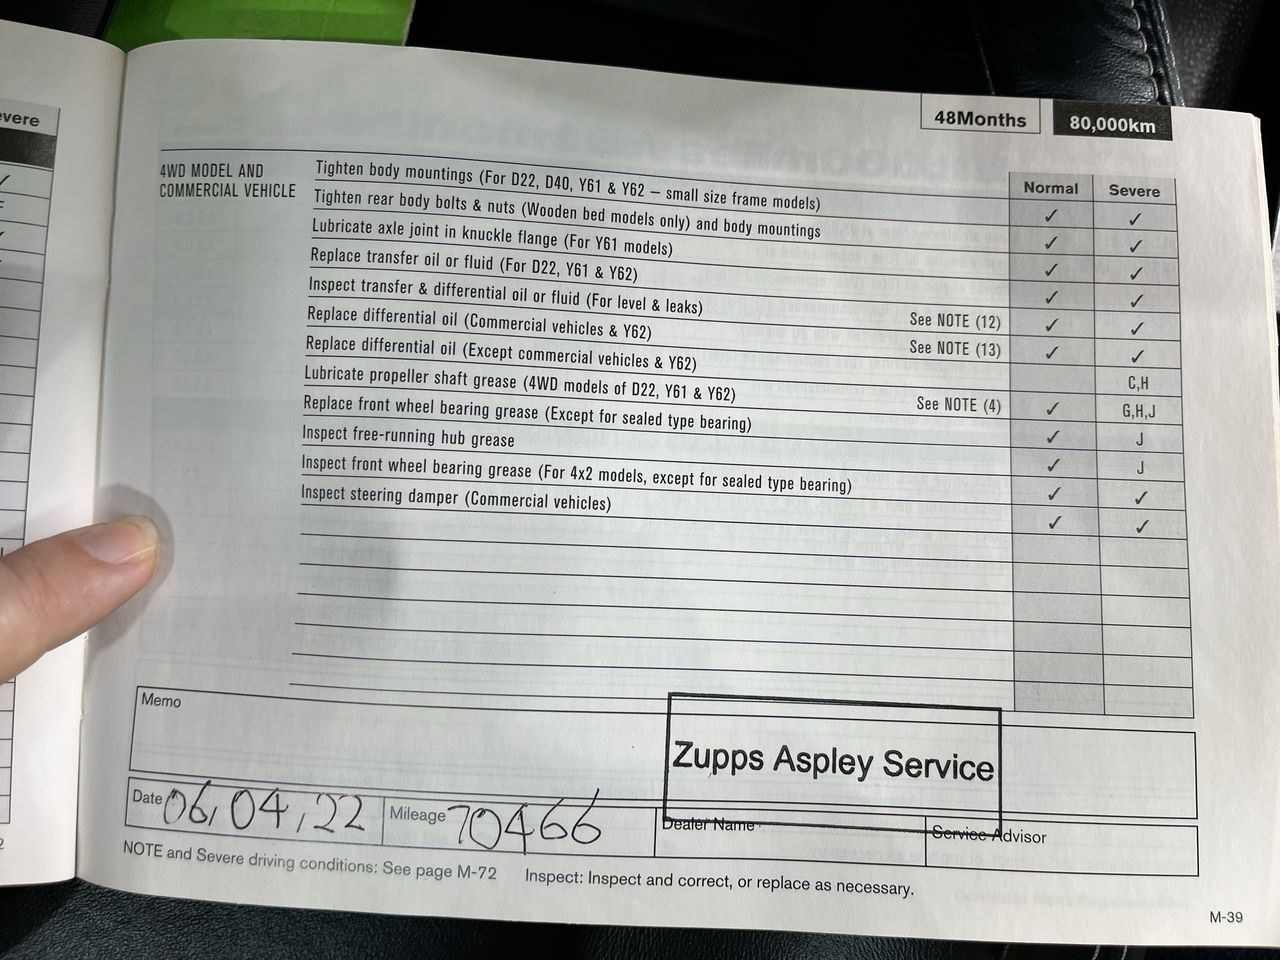 evere
48Months 80,000km
4WD MODEL AND
COMMERCIAL VEHICLE
Normal Severe
Tighten body mountings (For D22, D40, Y61 & Y62 – small size frame models) ✓ ✓
Tighten rear body bolts & nuts (Wooden bed models only) and body mountings ✓ ✓
Lubricate axle joint in knuckle flange (For Y61 models) ✓ ✓
Replace transfer oil or fluid (For D22, Y61 & Y62) ✓ ✓
Inspect transfer & differential oil or fluid (For level & leaks) See NOTE (12) ✓ ✓
Replace differential oil (Commercial vehicles & Y62) See NOTE (13) ✓ ✓
Replace differential oil (Except commercial vehicles & Y62) C,H
Lubricate propeller shaft grease (4WD models of D22, Y61 & Y62) See NOTE (4) ✓ G,H,J
Replace front wheel bearing grease (Except for sealed type bearing) ✓ J
Inspect free-running hub grease ✓ J
Inspect front wheel bearing grease (For 4x2 models, except for sealed type bearing) ✓ ✓
Inspect steering damper (Commercial vehicles) ✓ ✓
Memo
Zupps Aspley Service
Date 06,04,22 Mileage 70466 Dealer Name Service Advisor
NOTE and Severe driving conditions: See page M-72 Inspect: Inspect and correct, or replace as necessary.
M-39